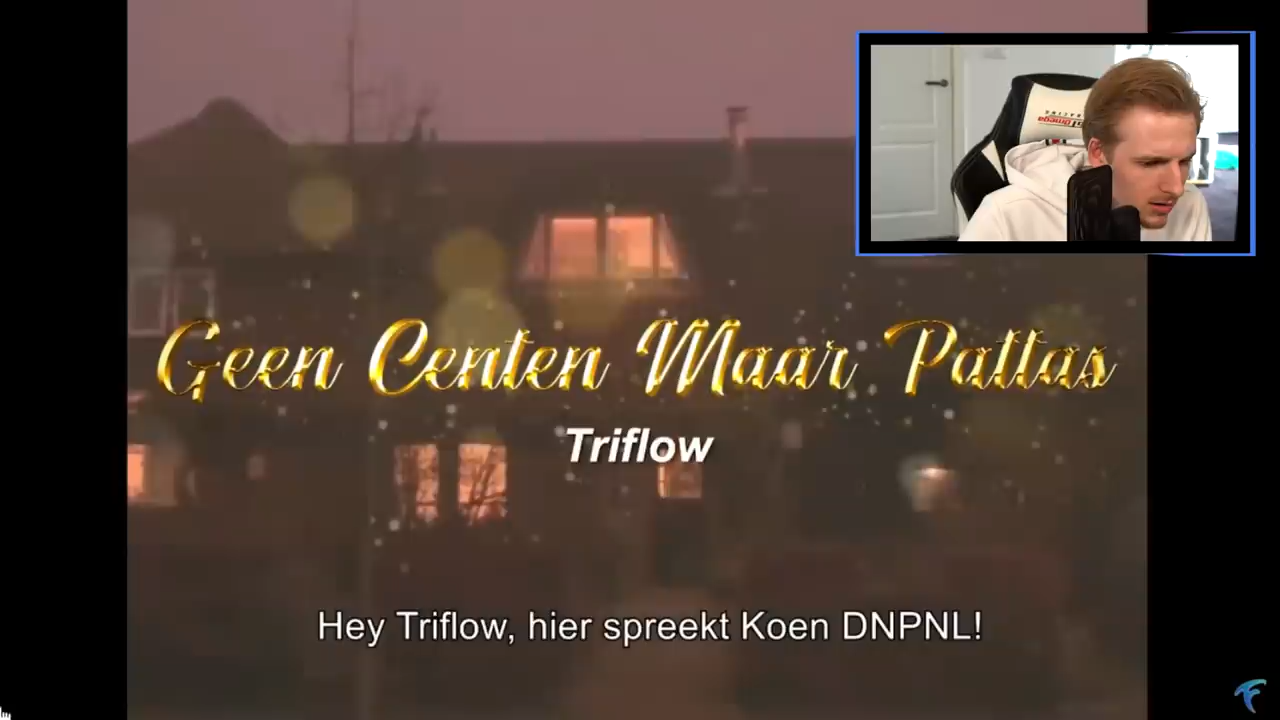 Geen Centen Maar Pattas
Triflow
Hey Triflow, hier spreekt Koen DNPNL!